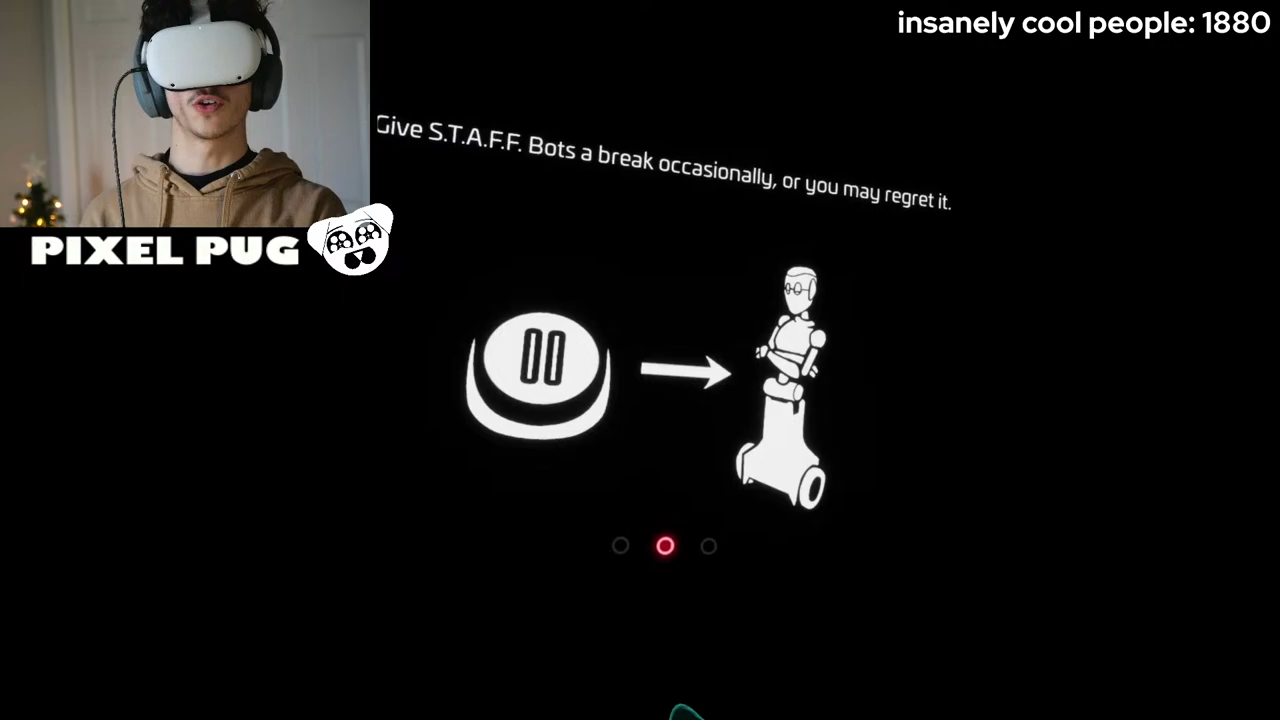 insanely cool people: 1880
Give S.T.A.F.F. Bots a break occasionally, or you may regret it.
PIXEL PUG